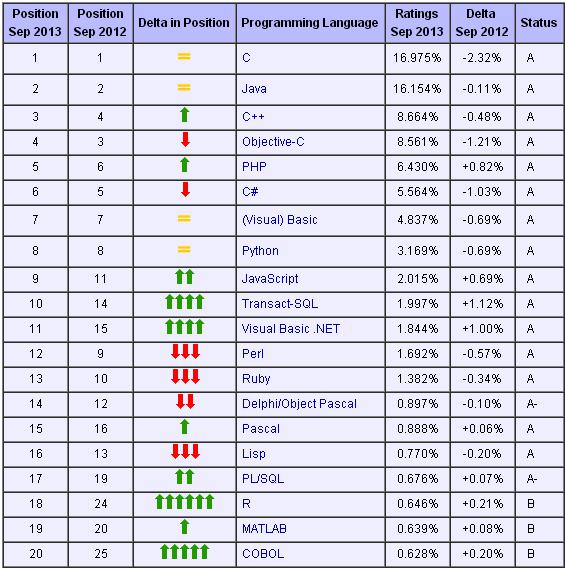 Position Sep 2013 Position Sep 2012 Delta in Position Programming Language Ratings Sep 2013 Delta Sep 2012 Status
1 1 = C 16.975% -2.32% A
2 2 = Java 16.154% -0.11% A
3 4 C++ 8.664% -0.48% A
4 3 Objective-C 8.561% -1.21% A
5 6 PHP 6.430% +0.82% A
6 5 C# 5.564% -1.03% A
7 7 = (Visual) Basic 4.837% -0.69% A
8 8 = Python 3.169% -0.69% A
9 11 JavaScript 2.015% +0.69% A
10 14 Transact-SQL 1.997% +1.12% A
11 15 Visual Basic .NET 1.844% +1.00% A
12 9 Perl 1.692% -0.57% A
13 10 Ruby 1.382% -0.34% A
14 12 Delphi/Object Pascal 0.897% -0.10% A-
15 16 Pascal 0.888% +0.06% A
16 13 Lisp 0.770% -0.20% A
17 19 PL/SQL 0.676% +0.07% A-
18 24 R 0.646% +0.21% B
19 20 MATLAB 0.639% +0.08% B
20 25 COBOL 0.628% +0.20% B